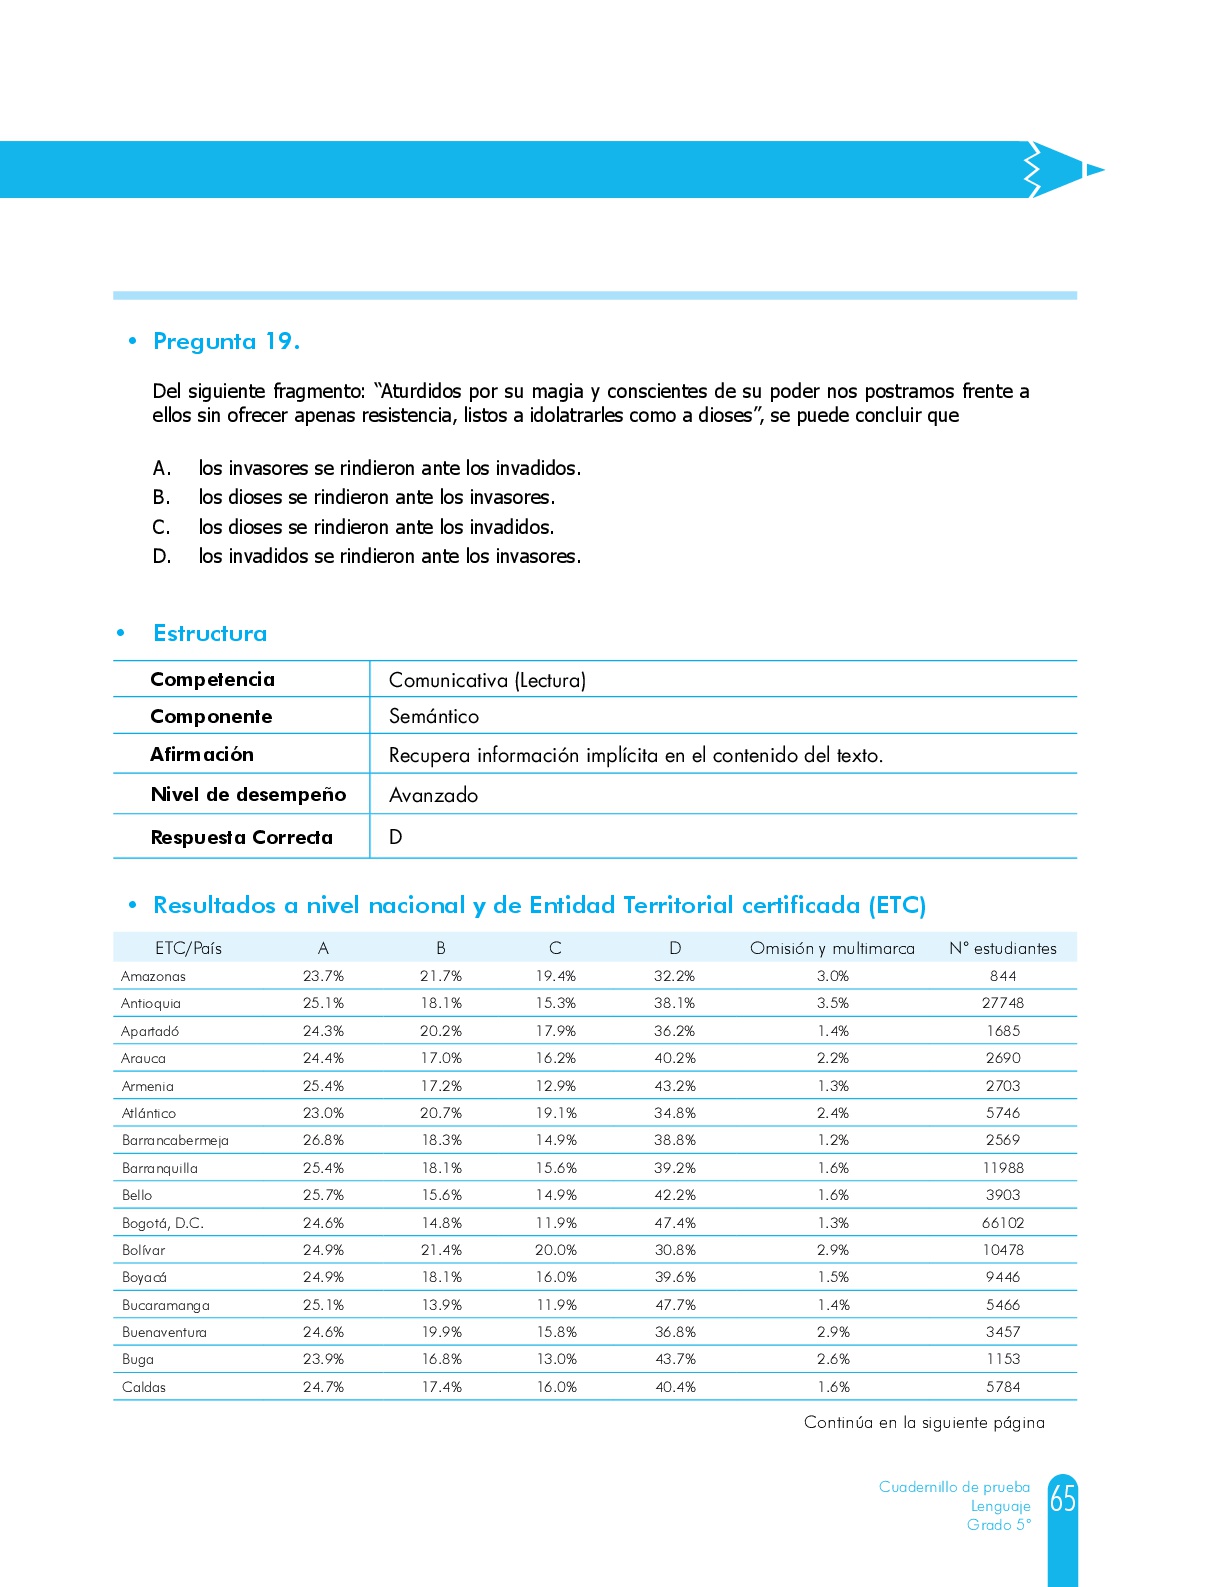 • Pregunta 19.
Del siguiente fragmento: “Aturdidos por su magia y conscientes de su poder nos postramos frente a
ellos sin ofrecer apenas resistencia, listos a idolatrarles como a dioses”, se puede concluir que
A. los invasores se rindieron ante los invadidos.
B. los dioses se rindieron ante los invasores.
C. los dioses se rindieron ante los invadidos.
D. los invadidos se rindieron ante los invasores.
• Estructura
Competencia Comunicativa (Lectura)
Componente Semántico
Afirmación Recupera información implícita en el contenido del texto.
Nivel de desempeño Avanzado
Respuesta Correcta D
• Resultados a nivel nacional y de Entidad Territorial certificada (ETC)
ETC/País A B C D Omisión y multimarca N° estudiantes
Amazonas 23.7% 21.7% 19.4% 32.2% 3.0% 844
Antioquia 25.1% 18.1% 15.3% 38.1% 3.5% 27748
Apartadó 24.3% 20.2% 17.9% 36.2% 1.4% 1685
Arauca 24.4% 17.0% 16.2% 40.2% 2.2% 2690
Armenia 25.4% 17.2% 12.9% 43.2% 1.3% 2703
Atlántico 23.0% 20.7% 19.1% 34.8% 2.4% 5746
Barrancabermeja 26.8% 18.3% 14.9% 38.8% 1.2% 2569
Barranquilla 25.4% 18.1% 15.6% 39.2% 1.6% 11988
Bello 25.7% 15.6% 14.9% 42.2% 1.6% 3903
Bogotá, D.C. 24.6% 14.8% 11.9% 47.4% 1.3% 66102
Bolívar 24.9% 21.4% 20.0% 30.8% 2.9% 10478
Boyacá 24.9% 18.1% 16.0% 39.6% 1.5% 9446
Bucaramanga 25.1% 13.9% 11.9% 47.7% 1.4% 5466
Buenaventura 24.6% 19.9% 15.8% 36.8% 2.9% 3457
Buga 23.9% 16.8% 13.0% 43.7% 2.6% 1153
Caldas 24.7% 17.4% 16.0% 40.4% 1.6% 5784
Continúa en la siguiente página
Cuadernillo de prueba
Lenguaje
Grado 5°
65